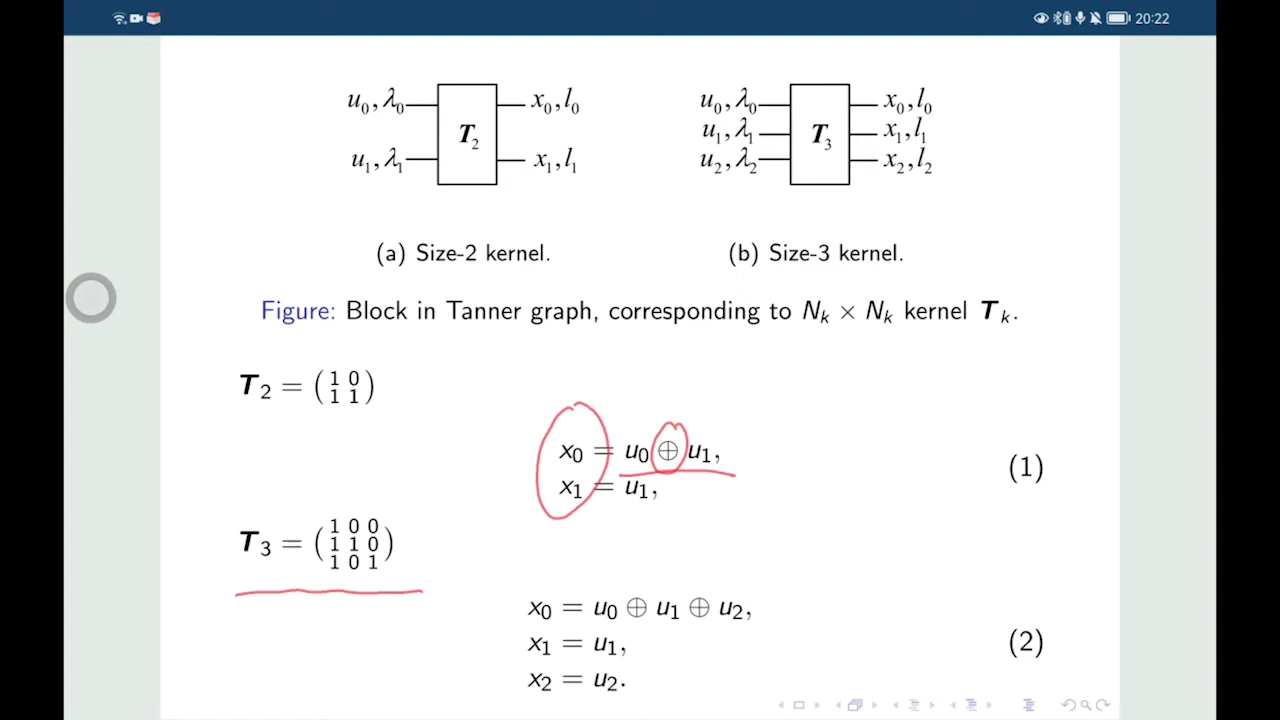 20:22
u₀, λ₀ T₂ x₀, l₀
u₁, λ₁ x₁, l₁
u₀, λ₀ T₃ x₀, l₀
u₁, λ₁ x₁, l₁
u₂, λ₂ x₂, l₂
(a) Size-2 kernel. (b) Size-3 kernel.
Figure: Block in Tanner graph, corresponding to Nₖ × Nₖ kernel Tₖ.
T₂ = (1 0
1 1)
x₀ = u₀ ⊕ u₁,
x₁ = u₁,
(1)
T₃ = (1 0 0
1 1 0
1 0 1)
x₀ = u₀ ⊕ u₁ ⊕ u₂,
x₁ = u₁,
x₂ = u₂.
(2)